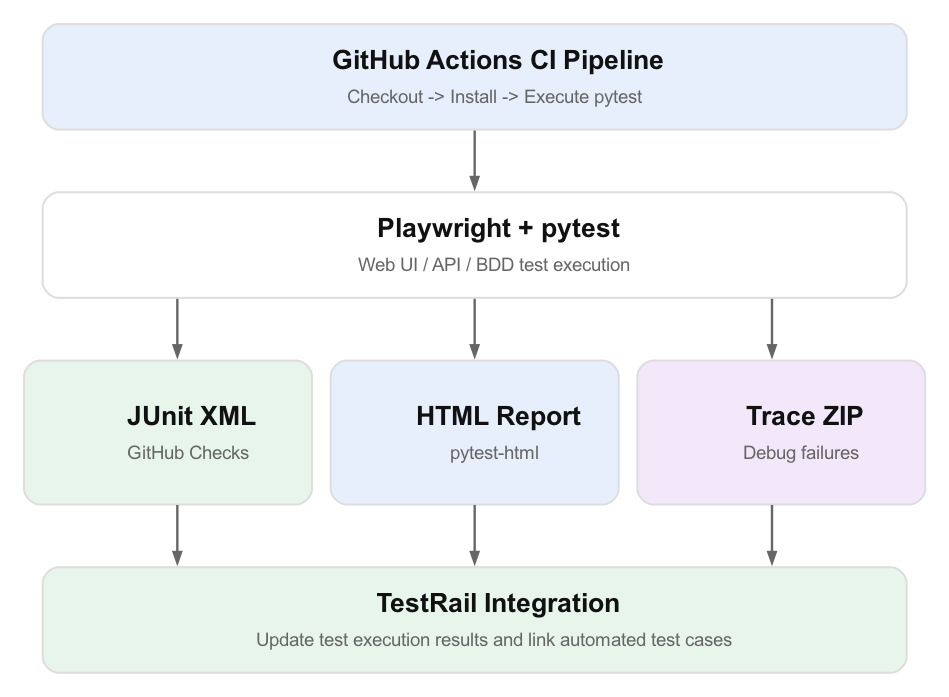 GitHub Actions CI Pipeline
Checkout -> Install -> Execute pytest
Playwright + pytest
Web UI / API / BDD test execution
JUnit XML
GitHub Checks
HTML Report
pytest-html
Trace ZIP
Debug failures
TestRail Integration
Update test execution results and link automated test cases